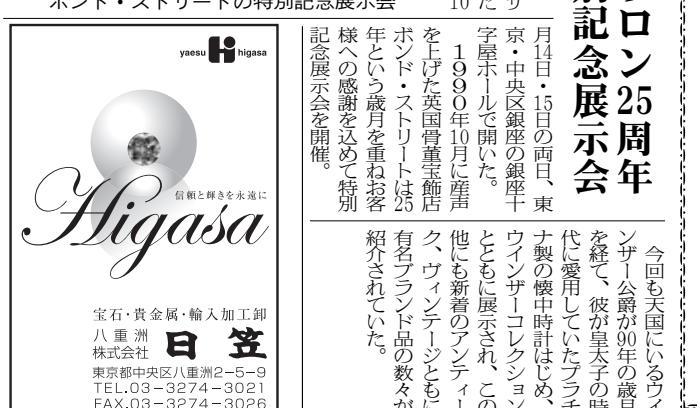 ボンド・ストリートの特別記念展示会
ロン25周年
別記念展示会
月14日・15日の両日、東
京・中央区銀座の銀座十
字屋ホールで開いた。
１９９０年10月に産声
を上げた英国骨董宝飾店
ボンド・ストリートは25
年という歳月を重ねお客
様への感謝を込めて特別
記念展示会を開催。
今回も天国にいるウイ
ンザー公爵が90年の歳月
を経て、彼が皇太子の時
代に愛用していたプラチ
ナ製の懐中時計はじめ、
ウインザーコレクション
とともに展示され、この
他にも新着のアンティー
ク、ヴィンテージともに
有名ブランド品の数々が
紹介されていた。
yaesu Hi higasa
信頼と輝きを永遠に
Higasa
宝石・貴金属・輸入加工卸
八重洲
株式会社 日笠
東京都中央区八重洲2−5−9
TEL.03−3274−3021
FAX.03−3274−3026